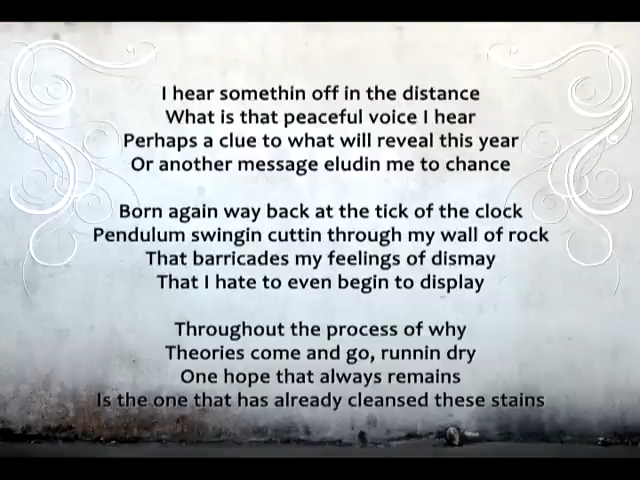 I hear somethin off in the distance
What is that peaceful voice I hear
Perhaps a clue to what will reveal this year
Or another message eludin me to chance
Born again way back at the tick of the clock
Pendulum swingin cuttin through my wall of rock
That barricades my feelings of dismay
That I hate to even begin to display
Throughout the process of why
Theories come and go, runnin dry
One hope that always remains
Is the one that has already cleansed these stains